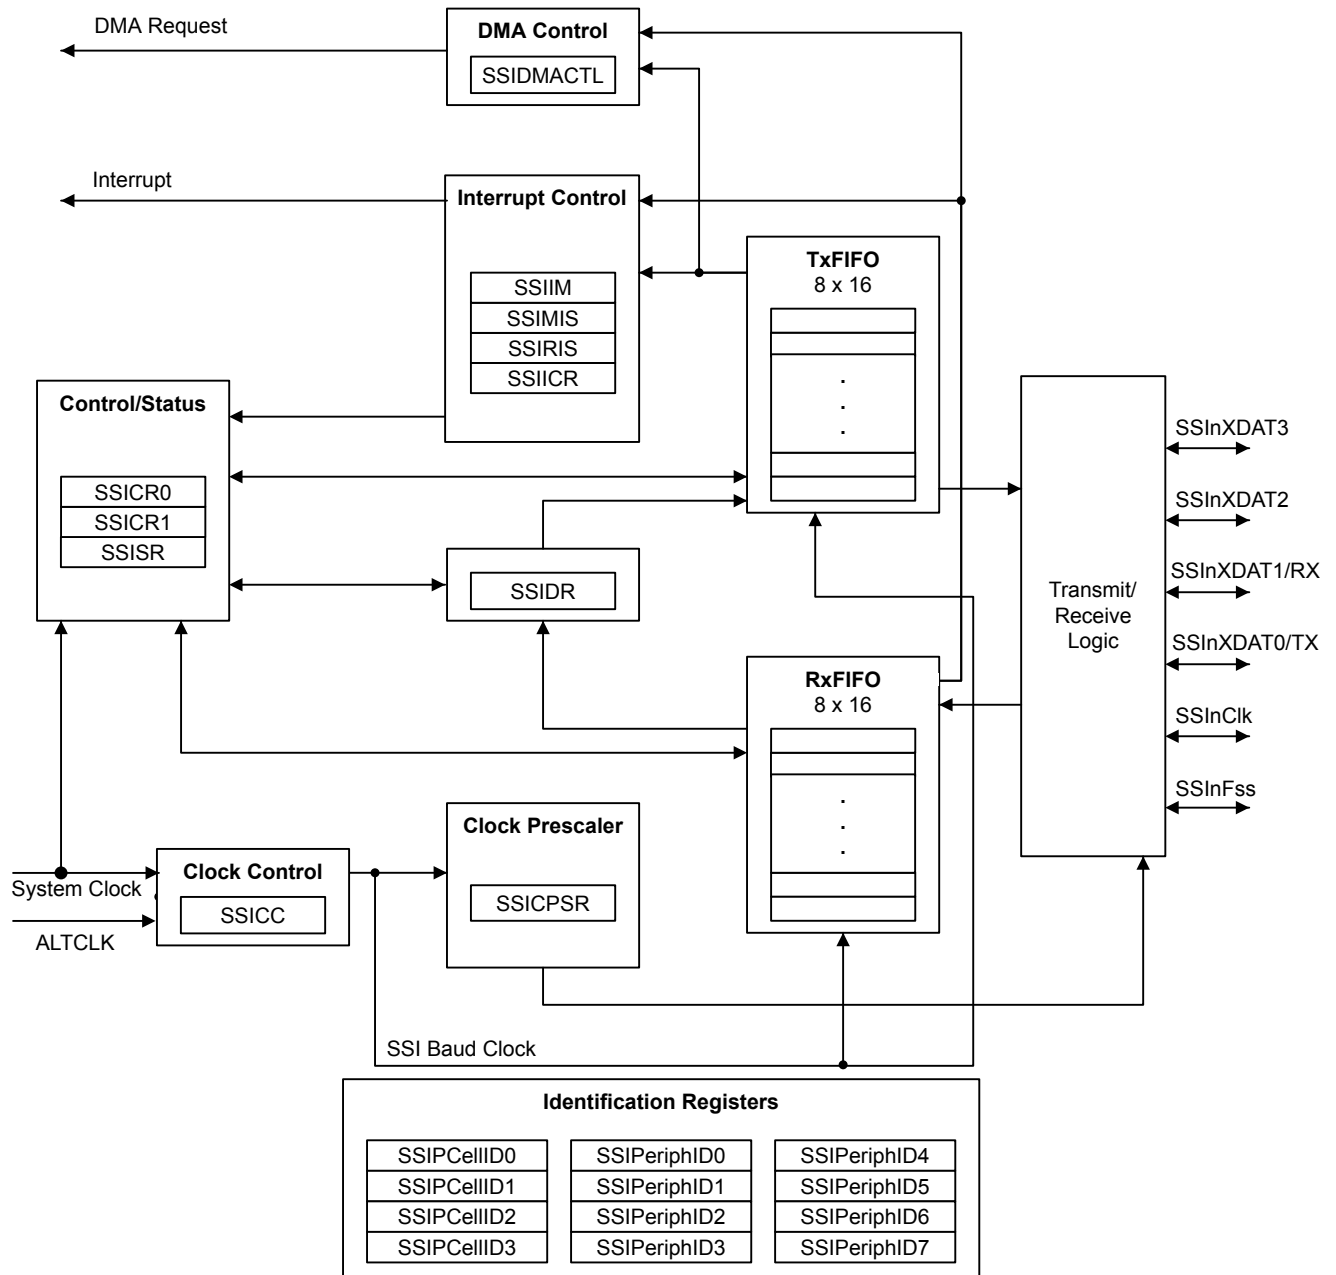 DMA Request
DMA Control
SSIDMACTL
Interrupt
Interrupt Control
SSIIM
SSIMIS
SSIRIS
SSIICR
TxFIFO
8 x 16
.
.
.
Control/Status
SSICR0
SSICR1
SSISR
SSIDR
Transmit/
Receive
Logic
SSInXDAT3
SSInXDAT2
SSInXDAT1/RX
SSInXDAT0/TX
SSInClk
SSInFss
RxFIFO
8 x 16
.
.
.
Clock Prescaler
SSICPSR
System Clock
ALTCLK
Clock Control
SSICC
SSI Baud Clock
Identification Registers
SSIPCellID0
SSIPCellID1
SSIPCellID2
SSIPCellID3
SSIPeriphID0
SSIPeriphID1
SSIPeriphID2
SSIPeriphID3
SSIPeriphID4
SSIPeriphID5
SSIPeriphID6
SSIPeriphID7